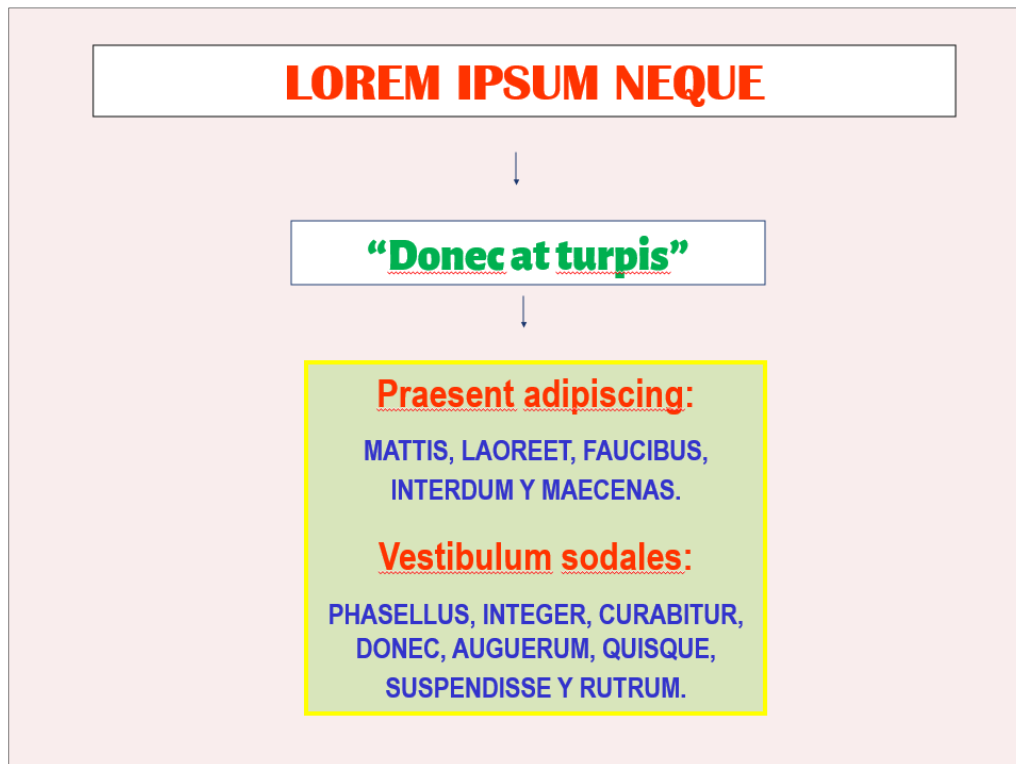 LOREM IPSUM NEQUE
“Donec at turpis”
Praesent adipiscing:
MATTIS, LAOREET, FAUCIBUS,
INTERDUM Y MAECENAS.
Vestibulum sodales:
PHASELLUS, INTEGER, CURABITUR,
DONEC, AUGUERUM, QUISQUE,
SUSPENDISSE Y RUTRUM.